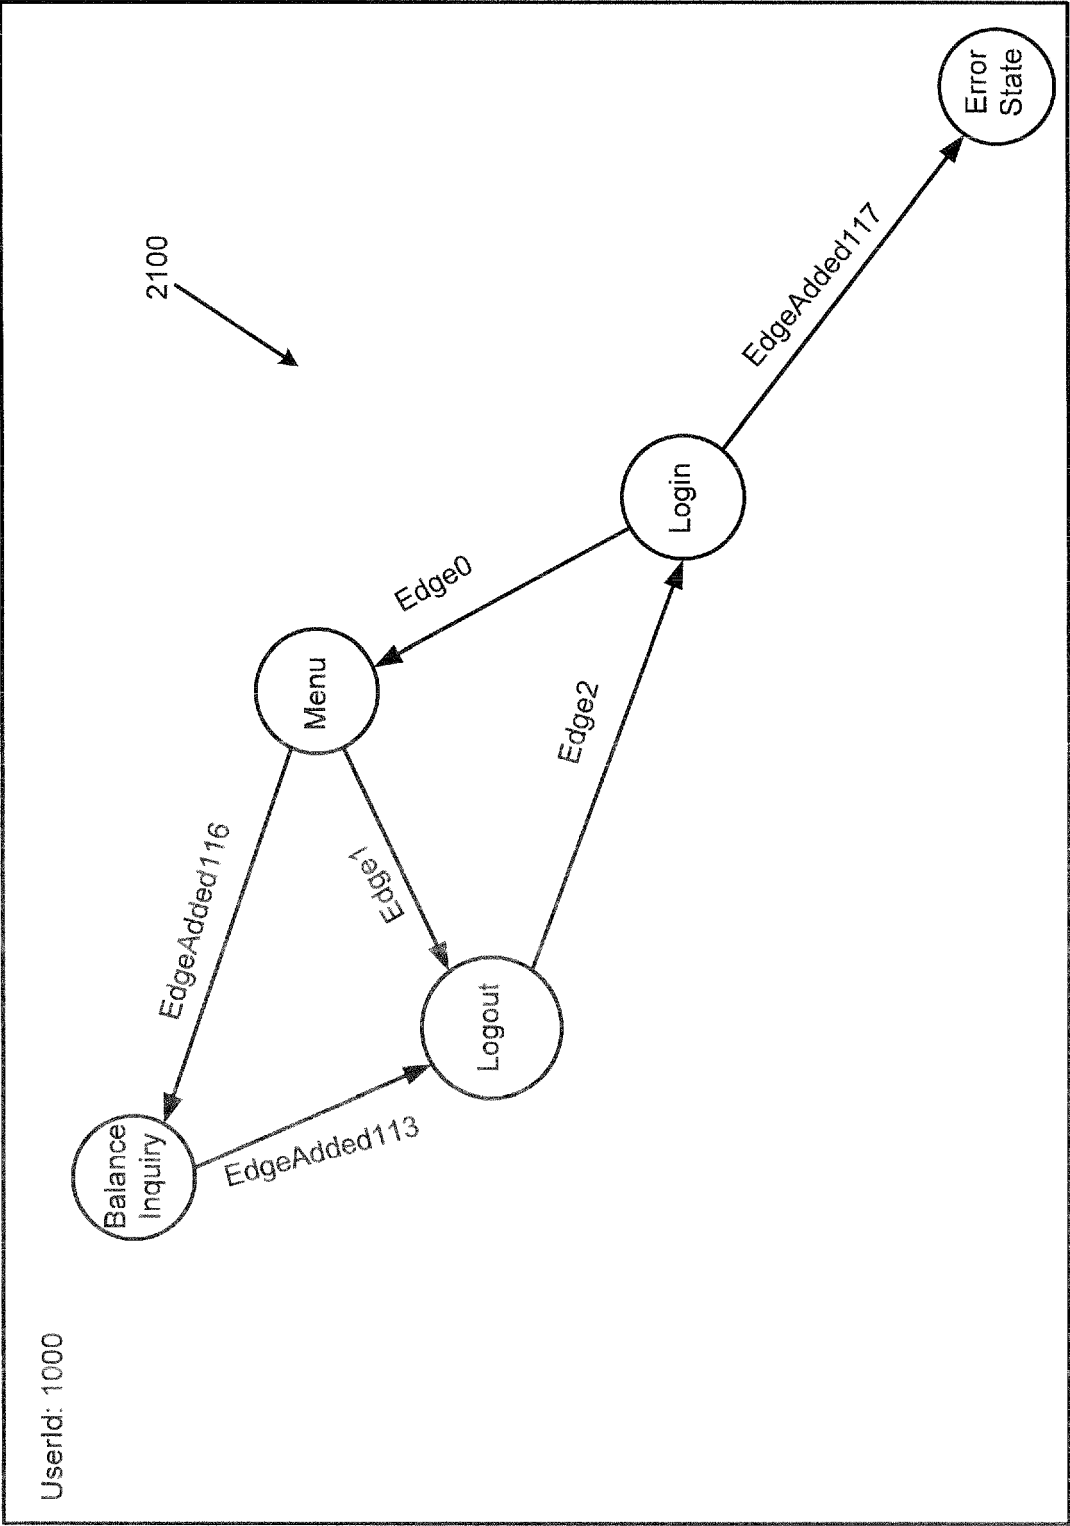 UserId: 1000
2100
Balance
Inquiry
EdgeAdded116
Menu
EdgeAdded113
Edge1
Edge0
Logout
Edge2
Login
EdgeAdded117
Error
State